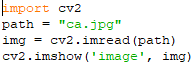 import cv2
path = "ca.jpg"
img = cv2.imread(path)
cv2.imshow('image', img)